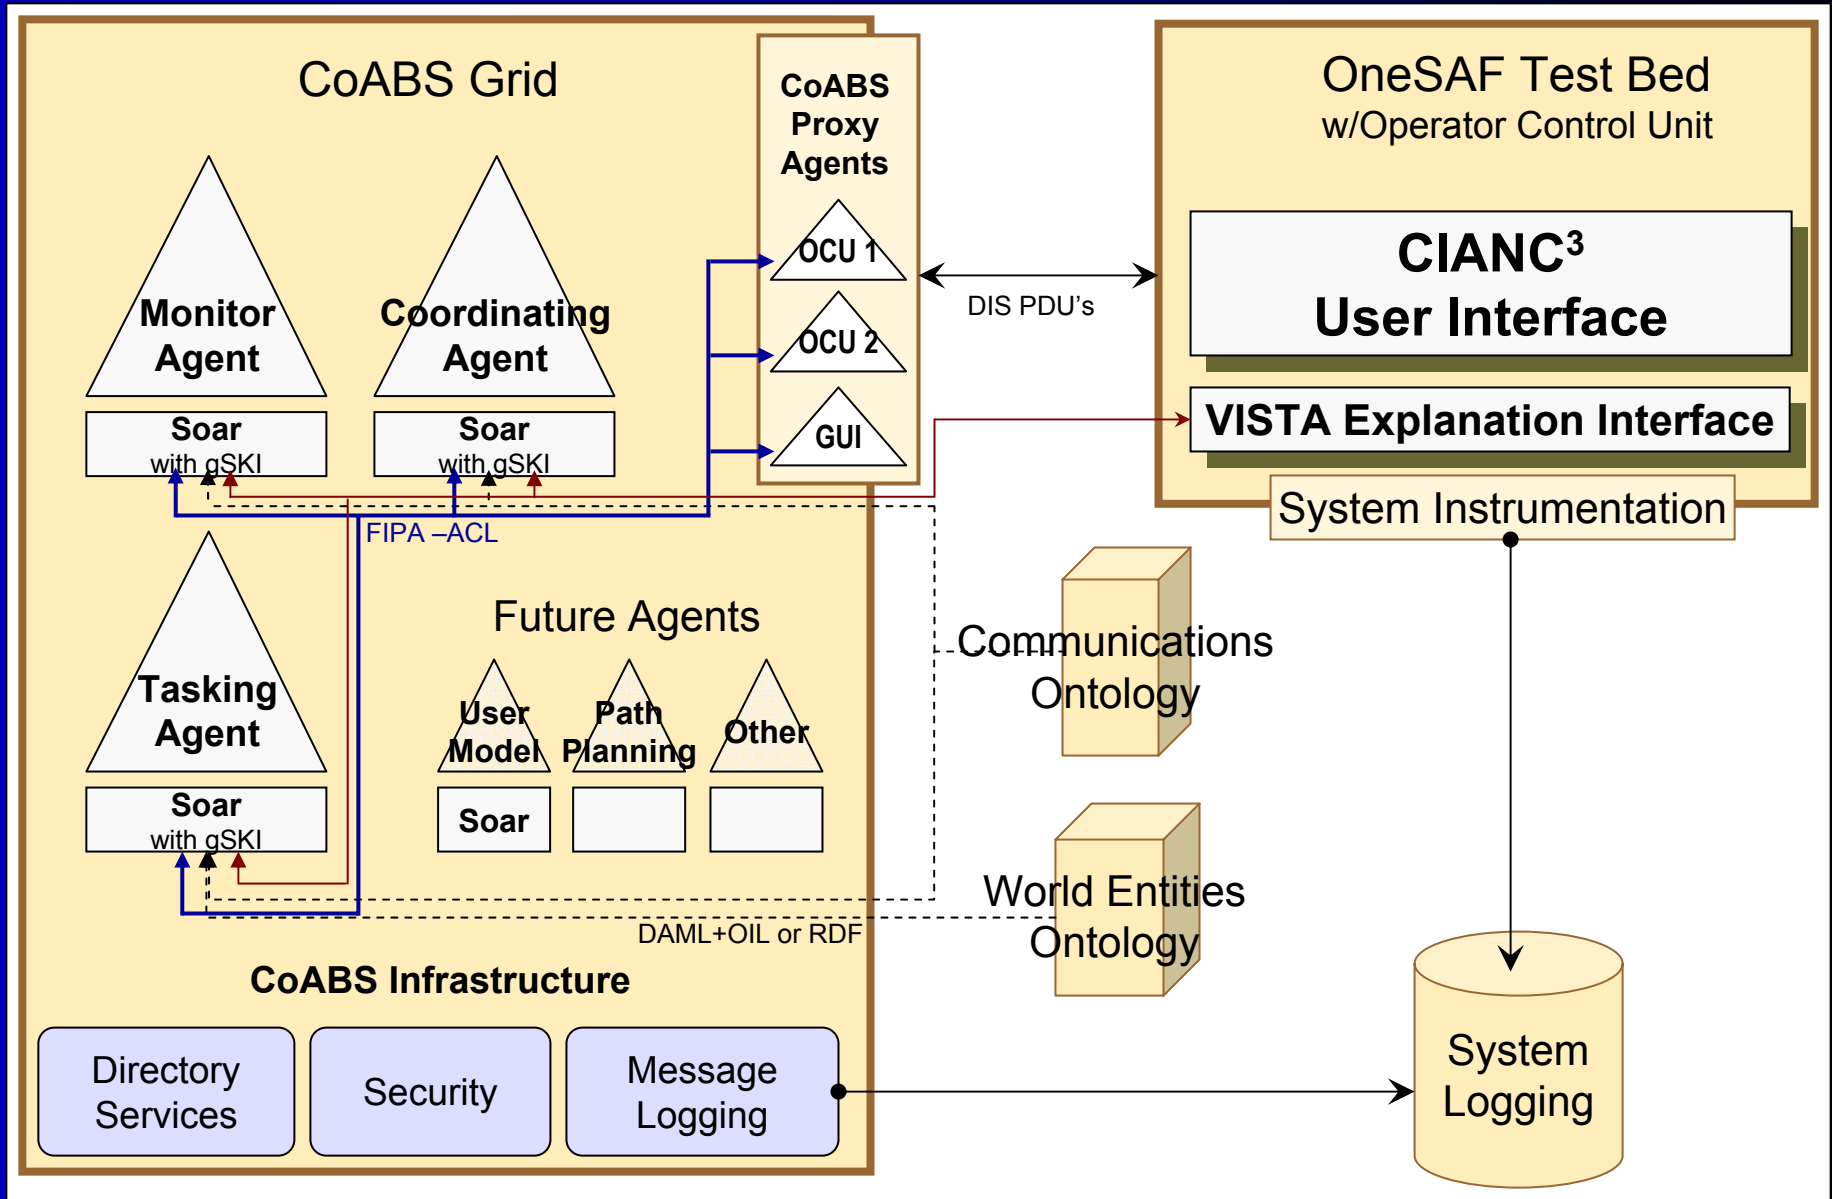 CoABS Grid
CoABS
Proxy
Agents
OCU 1
OCU 2
GUI
Monitor
Agent
Soar
with gSKI
Coordinating
Agent
Soar
with gSKI
FIPA –ACL
Tasking
Agent
Soar
with gSKI
Future Agents
User
Model
Soar
Path
Planning
Other
DAML+OIL or RDF
CoABS Infrastructure
Directory
Services
Security
Message
Logging
DIS PDU's
OneSAF Test Bed
w/Operator Control Unit
CIANC³
User Interface
VISTA Explanation Interface
System Instrumentation
Communications
Ontology
World Entities
Ontology
System
Logging